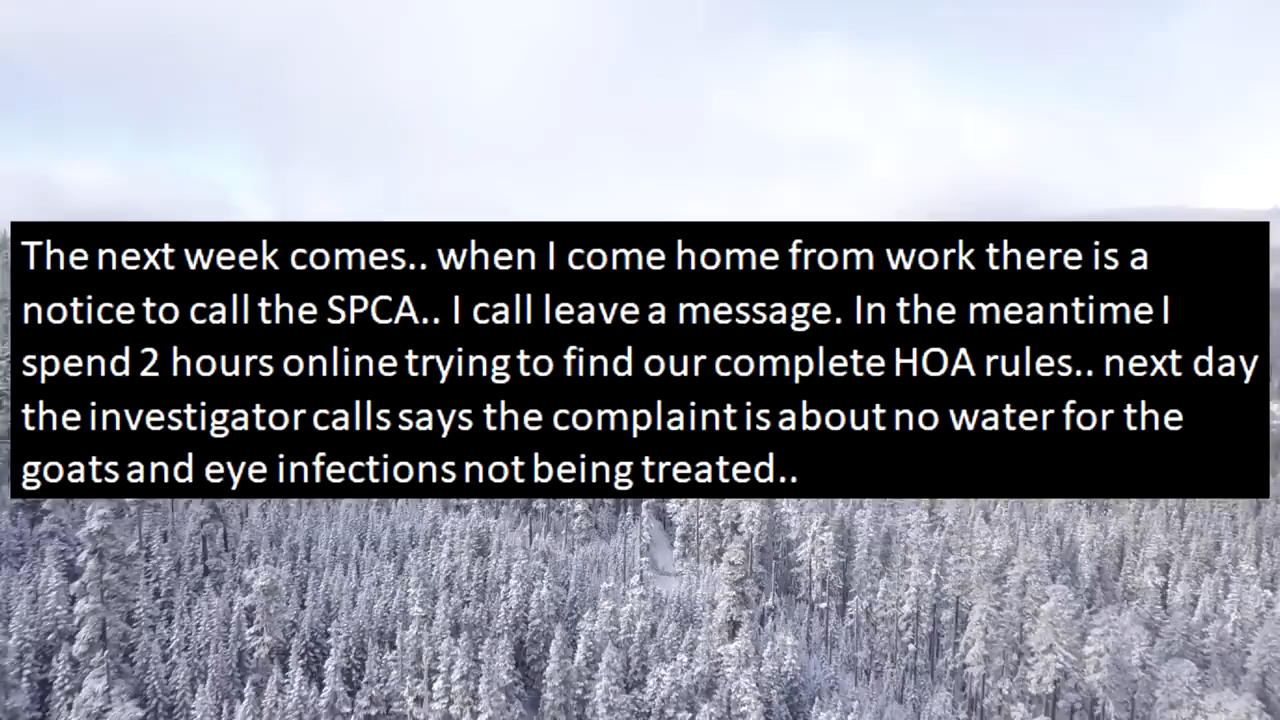 The next week comes.. when I come home from work there is a
notice to call the SPCA.. I call leave a message. In the meantime I
spend 2 hours online trying to find our complete HOA rules.. next day
the investigator calls says the complaint is about no water for the
goats and eye infections not being treated..